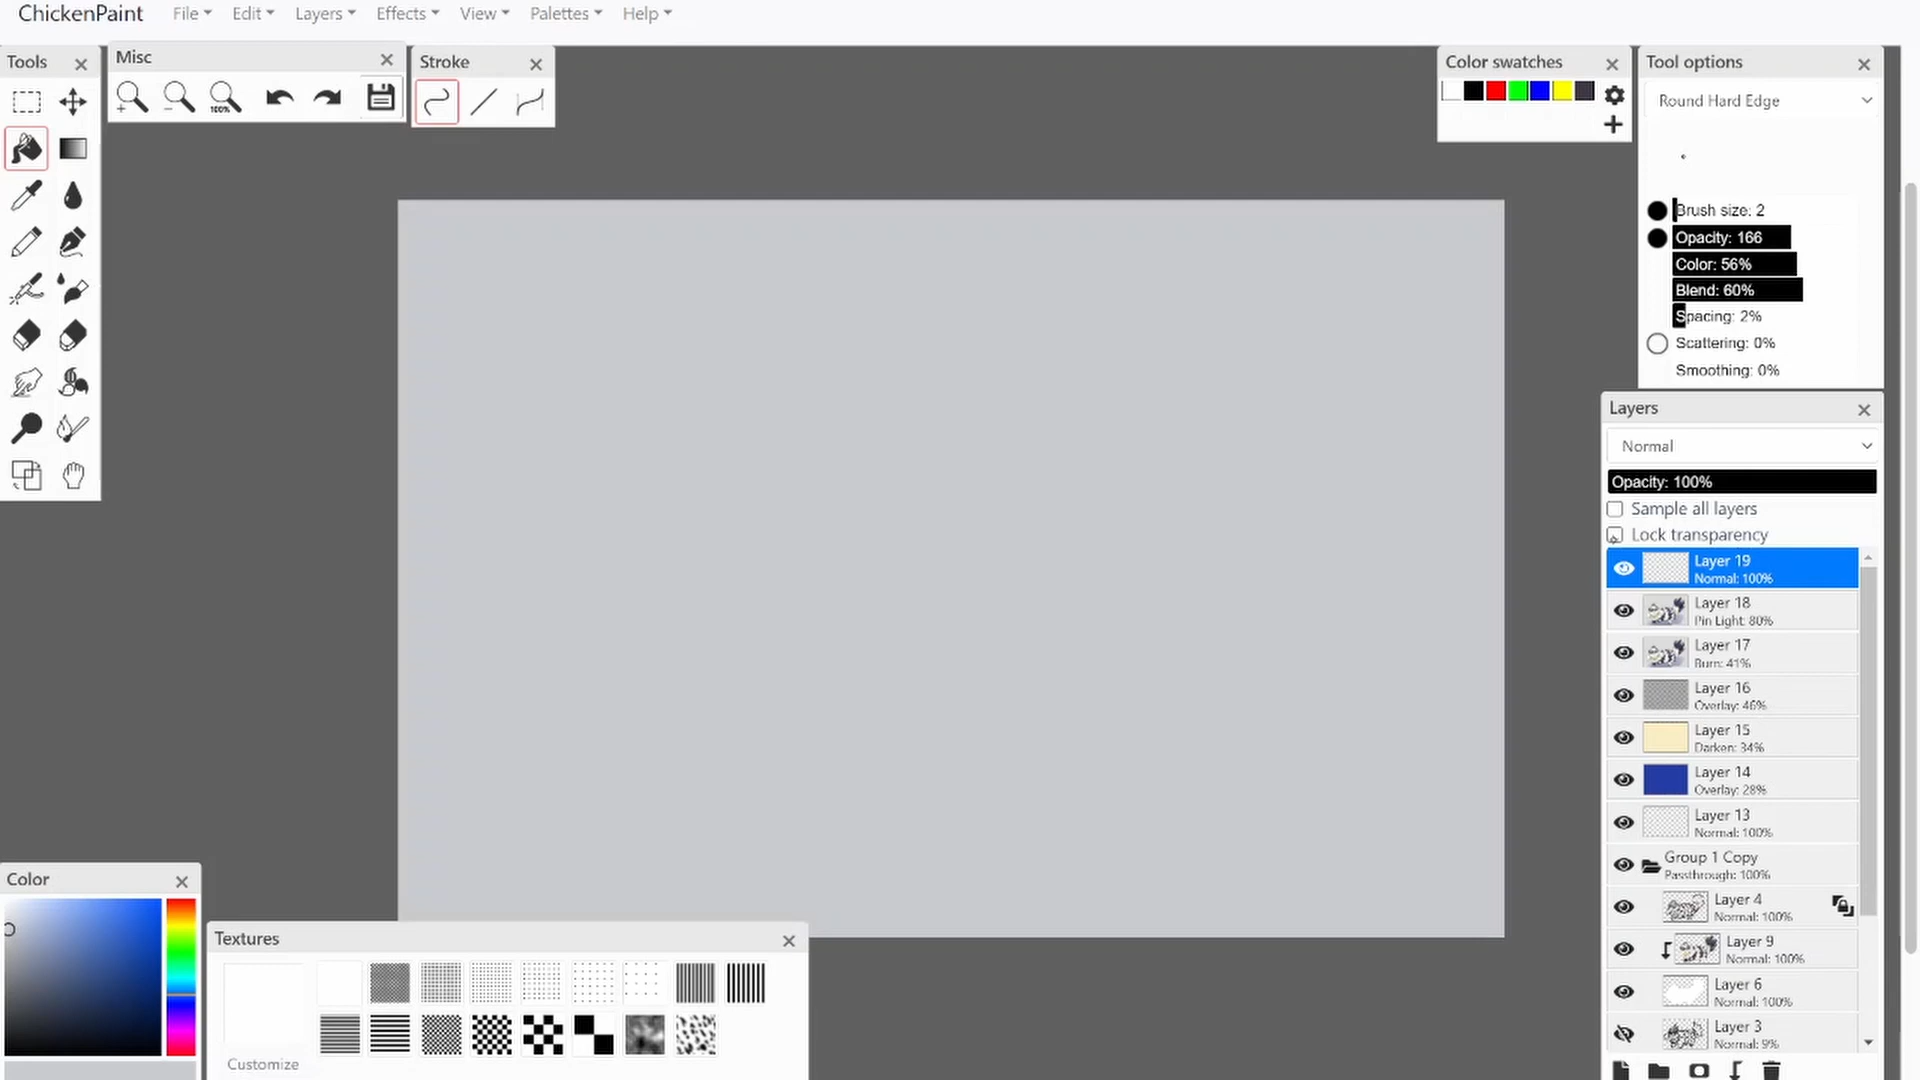 ChickenPaint File Edit Layers Effects View Palettes Help
Tools
Misc
100%
Stroke
Color swatches
Tool options
Round Hard Edge
Brush size: 2
Opacity: 166
Color: 56%
Blend: 60%
Spacing: 2%
Scattering: 0%
Smoothing: 0%
Layers
Normal
Opacity: 100%
Sample all layers
Lock transparency
Layer 19
Normal: 100%
Layer 18
Pin Light: 80%
Layer 17
Burn: 41%
Layer 16
Overlay: 46%
Layer 15
Darken: 34%
Layer 14
Overlay: 28%
Layer 13
Normal: 100%
Group 1 Copy
Passthrough: 100%
Layer 4
Normal: 100%
Layer 9
Normal: 100%
Layer 6
Normal: 100%
Layer 3
Normal: 9%
Color
Textures
Customize